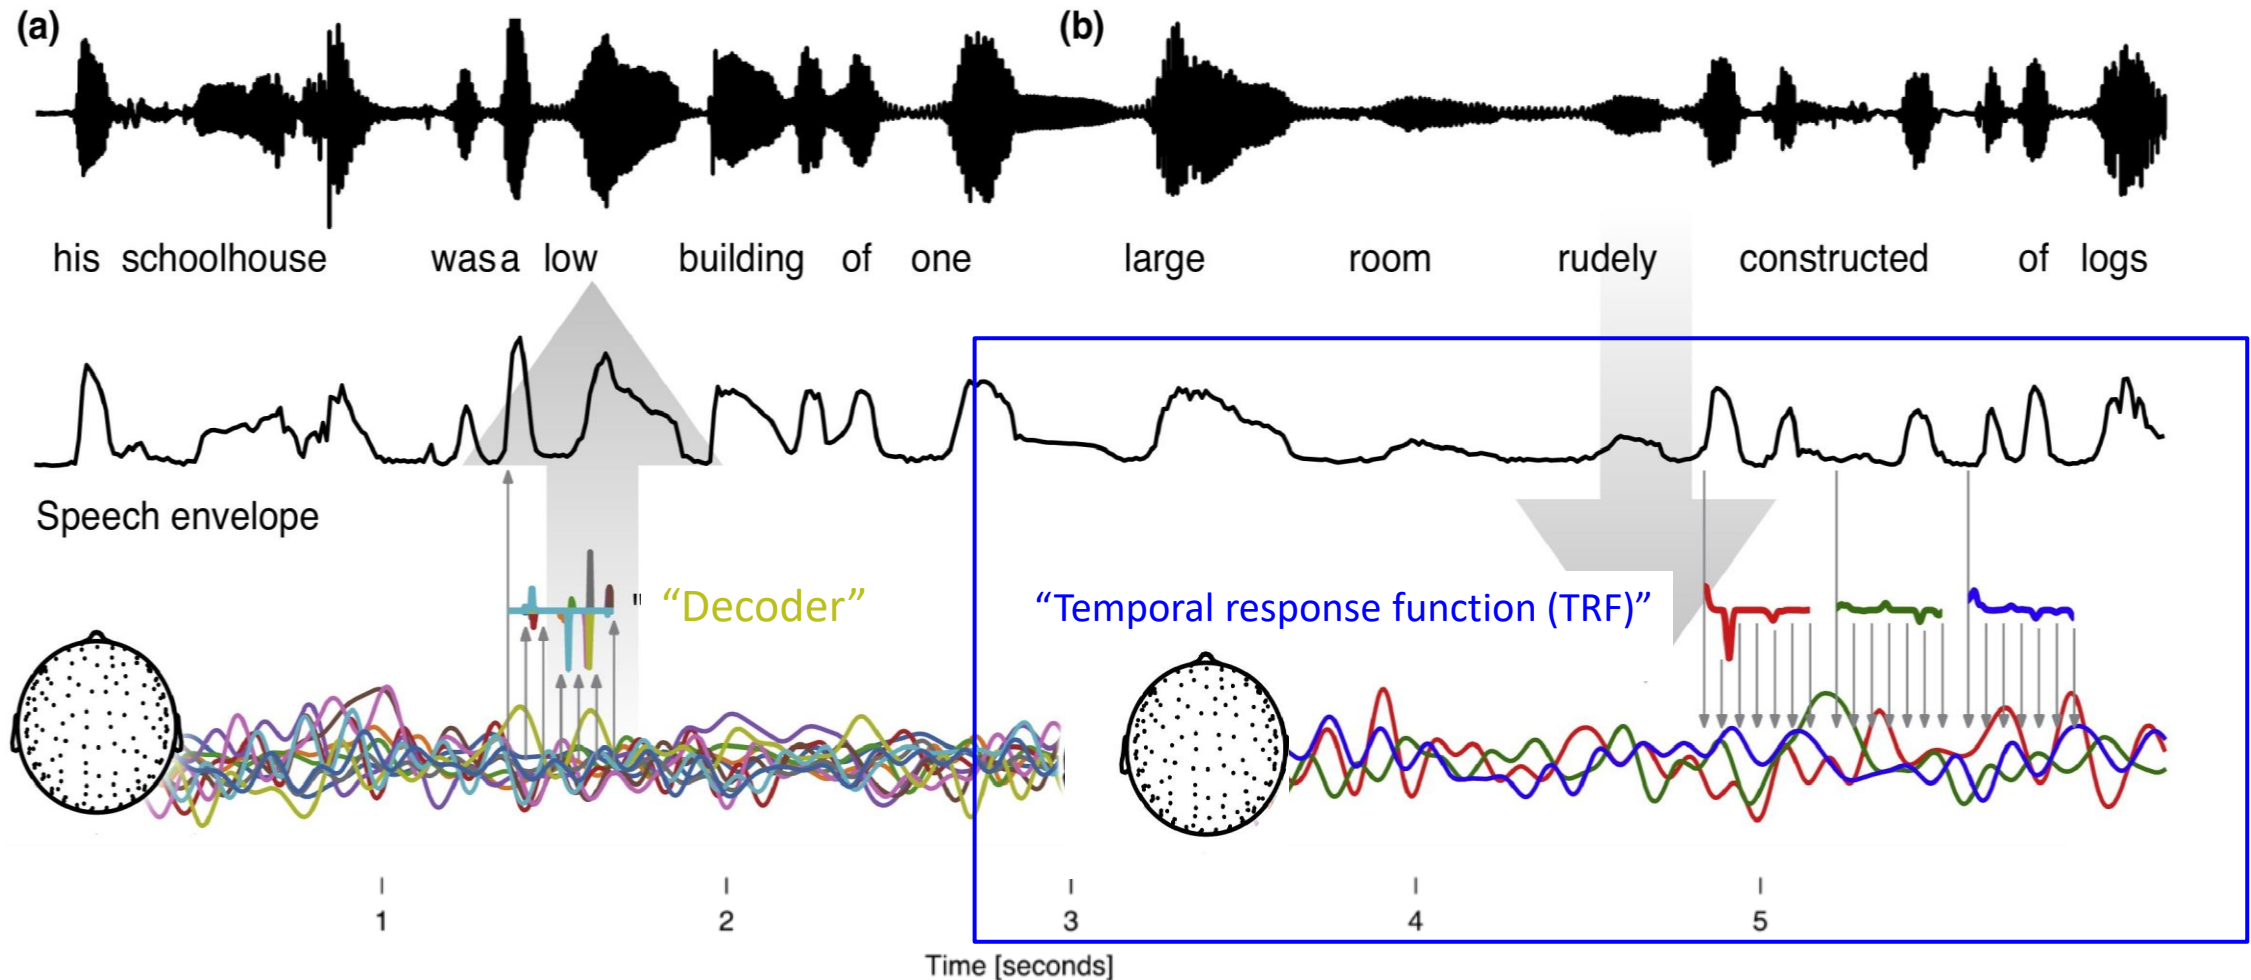 (a)
(b)
his schoolhouse was a low building of one large room rudely constructed of logs
Speech envelope
" “Decoder”
“Temporal response function (TRF)”
1 2 3 4 5
Time [seconds]